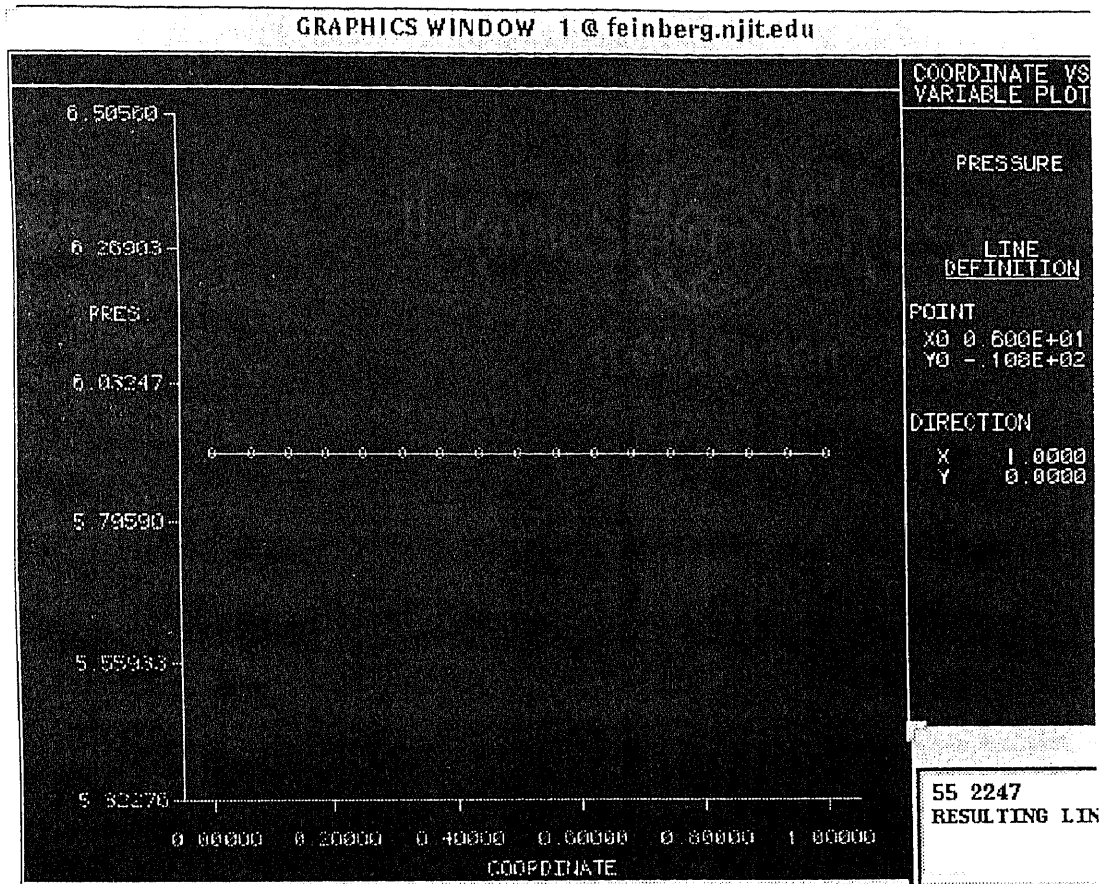 GRAPHICS WINDOW 1 @ feinberg.njit.edu
COORDINATE VS
VARIABLE PLOT
PRESSURE
LINE
DEFINITION
POINT
X0 0.600E+01
Y0 -.108E+02
DIRECTION
X 1.0000
Y 0.0000
6.50560
6.26903
PRES.
6.03247
5.79590
5.55933
5.32276
0.00000 0.20000 0.40000 0.60000 0.80000 1.00000
COORDINATE
55 2247
RESULTING LIN